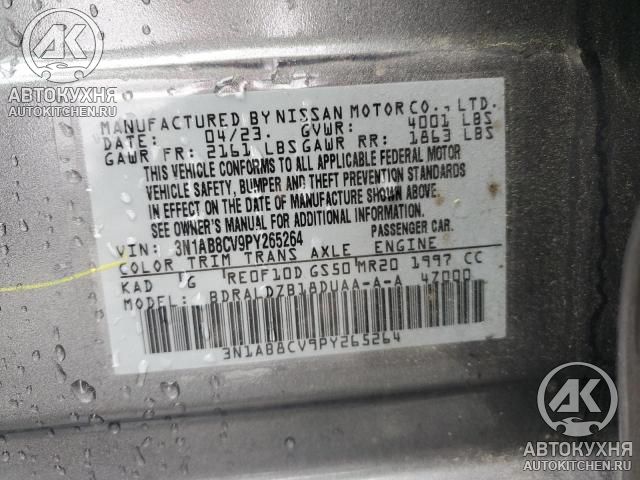 AK
АВТОКУХНЯ
AUTOKITCHEN.RU
MANUFACTURED BY NISSAN MOTOR CO., LTD.
DATE: 04/23. GVWR: 4001 LBS
GAWR FR: 2161 LBS GAWR RR: 1863 LBS
THIS VEHICLE CONFORMS TO ALL APPLICABLE FEDERAL MOTOR
VEHICLE SAFETY, BUMPER AND THEFT PREVENTION STANDARDS
IN EFFECT ON THE DATE OF MANUFACTURE SHOWN ABOVE.
SEE OWNER'S MANUAL FOR ADDITIONAL INFORMATION.
VIN: 3N1AB8CV9PY265264 PASSENGER CAR.
COLOR TRIM TRANS AXLE ENGINE
KAD G RE0F10D GS50 MR20 1997 CC
MODEL: BDRALDZB18DUAA-A-A 47000
3N1AB8CV9PY265264
AK
АВТОКУХНЯ
AUTOKITCHEN.RU